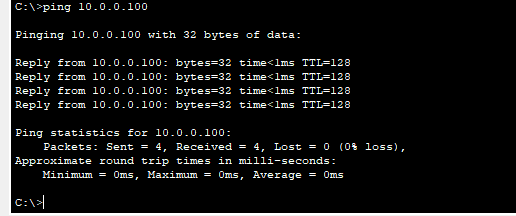 C:\>ping 10.0.0.100
Pinging 10.0.0.100 with 32 bytes of data:
Reply from 10.0.0.100: bytes=32 time<1ms TTL=128
Reply from 10.0.0.100: bytes=32 time<1ms TTL=128
Reply from 10.0.0.100: bytes=32 time<1ms TTL=128
Reply from 10.0.0.100: bytes=32 time<1ms TTL=128
Ping statistics for 10.0.0.100:
Packets: Sent = 4, Received = 4, Lost = 0 (0% loss),
Approximate round trip times in milli-seconds:
Minimum = 0ms, Maximum = 0ms, Average = 0ms
C:\>